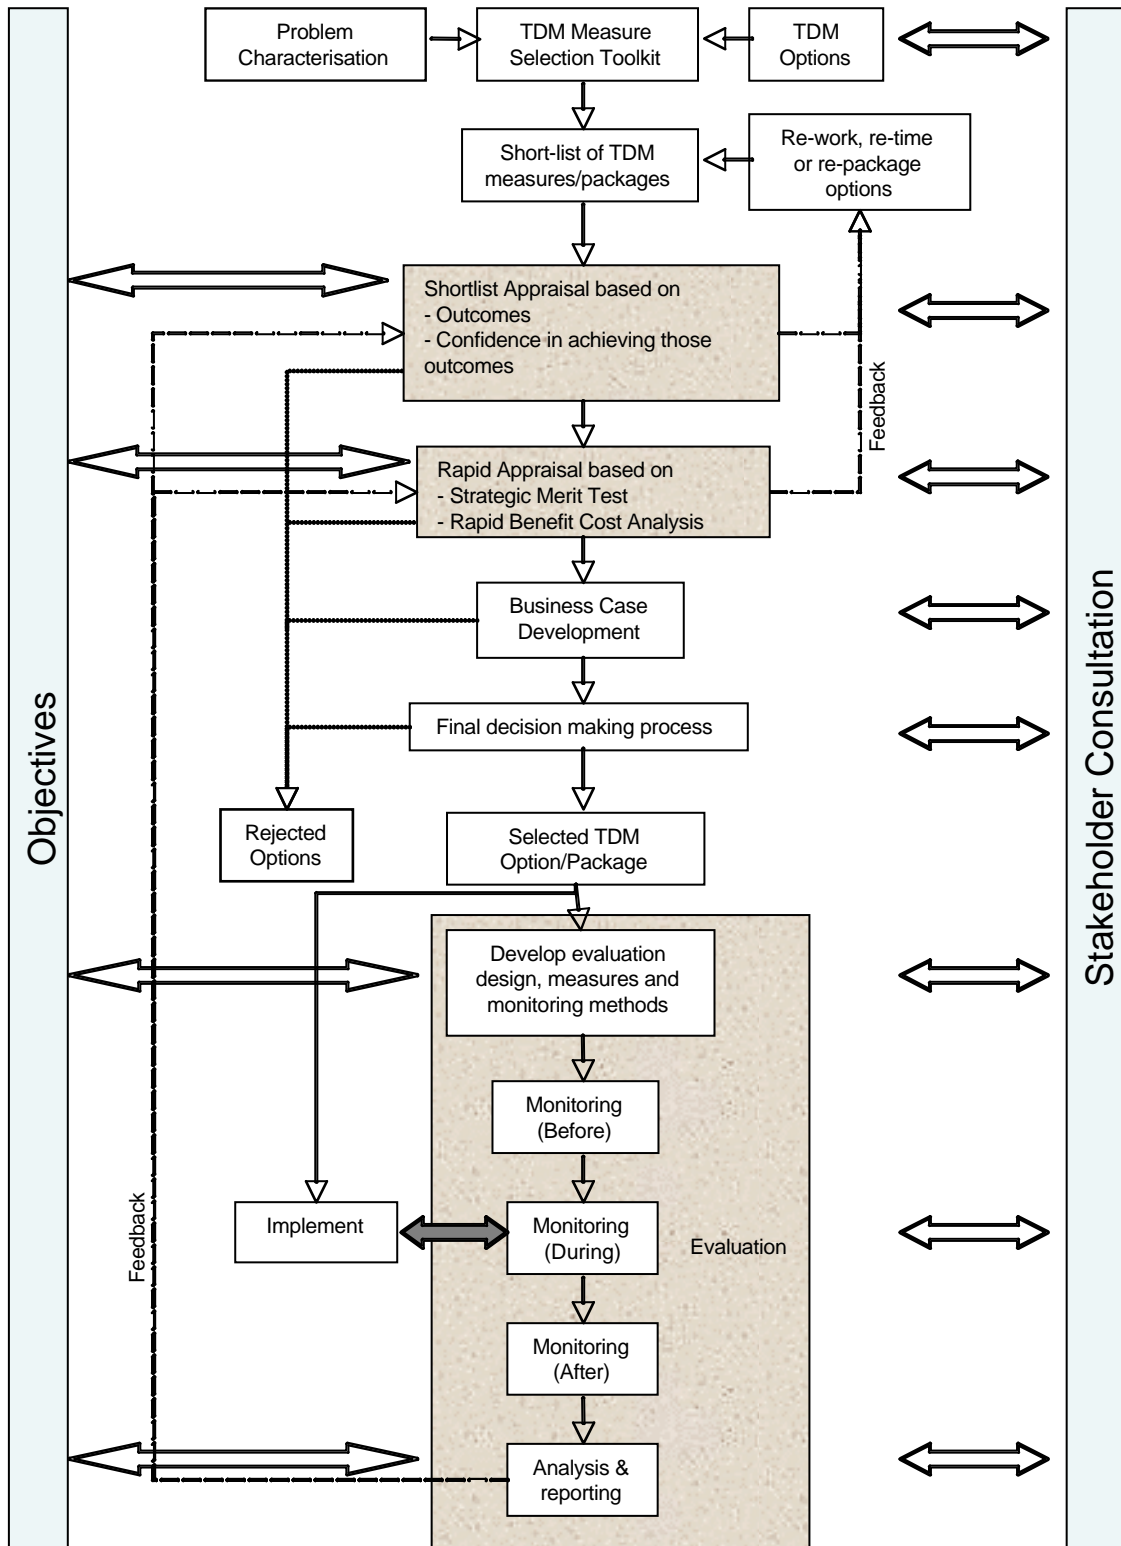 Problem
Characterisation
TDM Measure
Selection Toolkit
TDM
Options
Short-list of TDM
measures/packages
Re-work, re-time
or re-package
options
Shortlist Appraisal based on
- Outcomes
- Confidence in achieving those
outcomes
Feedback
Rapid Appraisal based on
- Strategic Merit Test
- Rapid Benefit Cost Analysis
Business Case
Development
Final decision making process
Objectives
Stakeholder Consultation
Rejected
Options
Selected TDM
Option/Package
Develop evaluation
design, measures and
monitoring methods
Monitoring
(Before)
Implement
Monitoring
(During)
Evaluation
Feedback
Monitoring
(After)
Analysis &
reporting